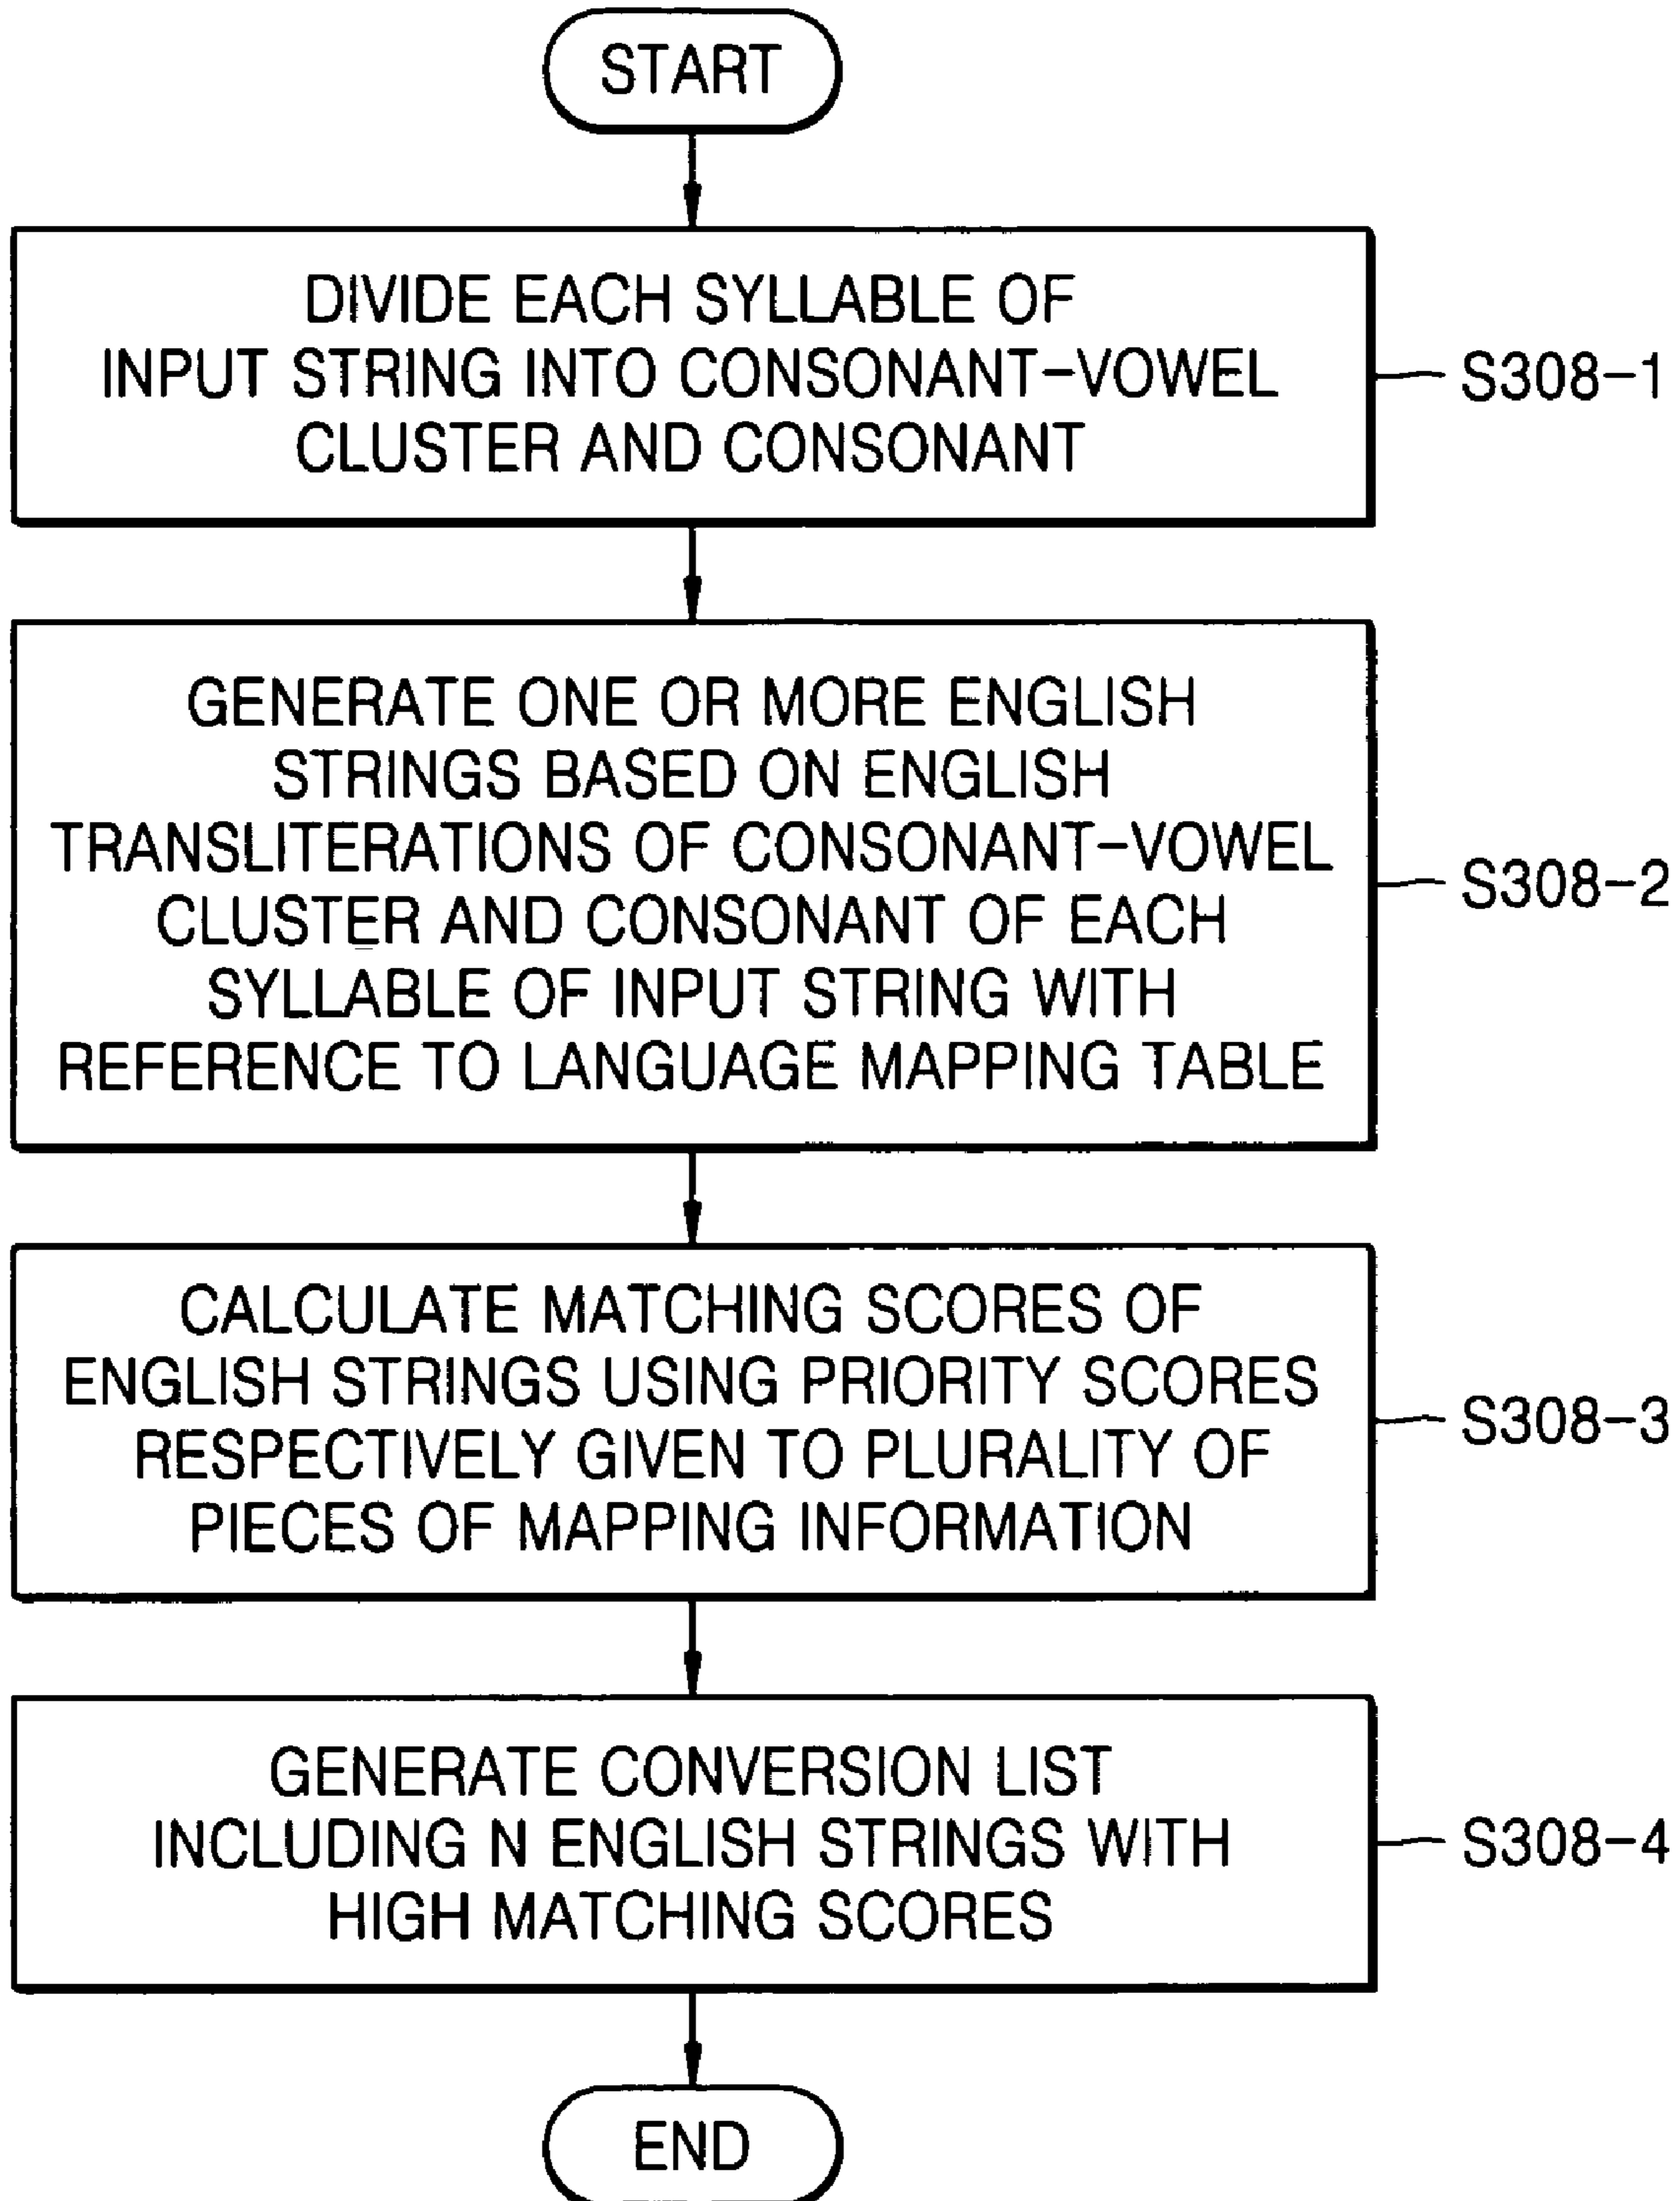 START
DIVIDE EACH SYLLABLE OF
INPUT STRING INTO CONSONANT-VOWEL
CLUSTER AND CONSONANT
S308-1
GENERATE ONE OR MORE ENGLISH
STRINGS BASED ON ENGLISH
TRANSLITERATIONS OF CONSONANT-VOWEL
CLUSTER AND CONSONANT OF EACH
SYLLABLE OF INPUT STRING WITH
REFERENCE TO LANGUAGE MAPPING TABLE
S308-2
CALCULATE MATCHING SCORES OF
ENGLISH STRINGS USING PRIORITY SCORES
RESPECTIVELY GIVEN TO PLURALITY OF
PIECES OF MAPPING INFORMATION
S308-3
GENERATE CONVERSION LIST
INCLUDING N ENGLISH STRINGS WITH
HIGH MATCHING SCORES
S308-4
END